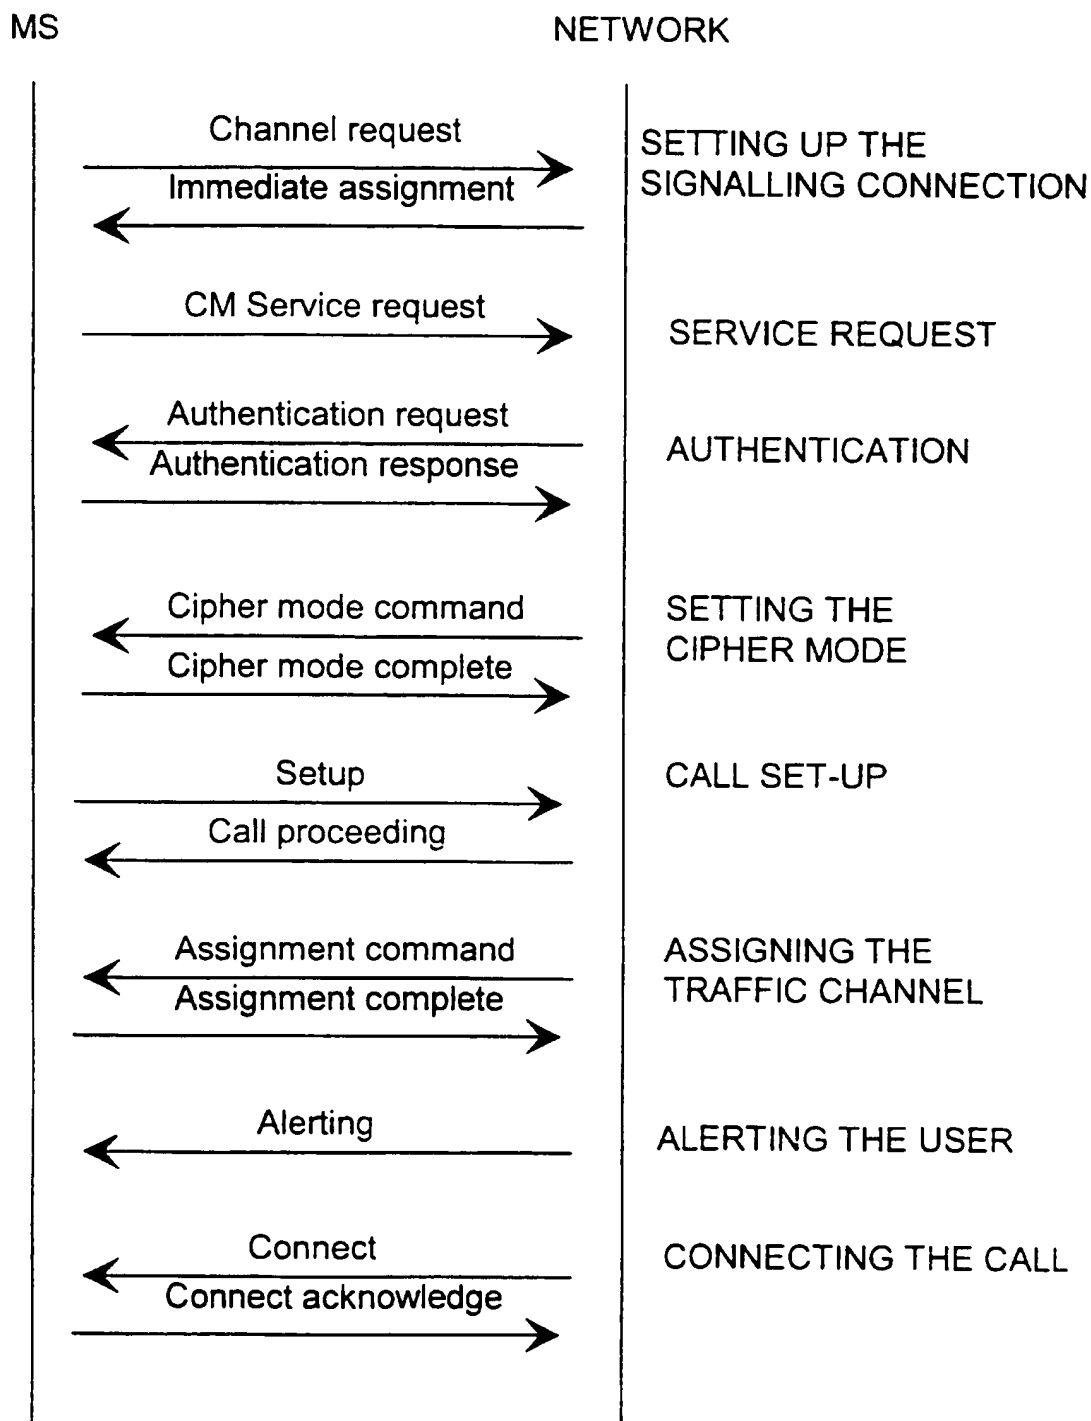 MS
NETWORK
Channel request
SETTING UP THE
SIGNALLING CONNECTION
Immediate assignment
CM Service request
SERVICE REQUEST
Authentication request
AUTHENTICATION
Authentication response
Cipher mode command
SETTING THE
CIPHER MODE
Cipher mode complete
Setup
CALL SET-UP
Call proceeding
Assignment command
ASSIGNING THE
TRAFFIC CHANNEL
Assignment complete
Alerting
ALERTING THE USER
Connect
CONNECTING THE CALL
Connect acknowledge